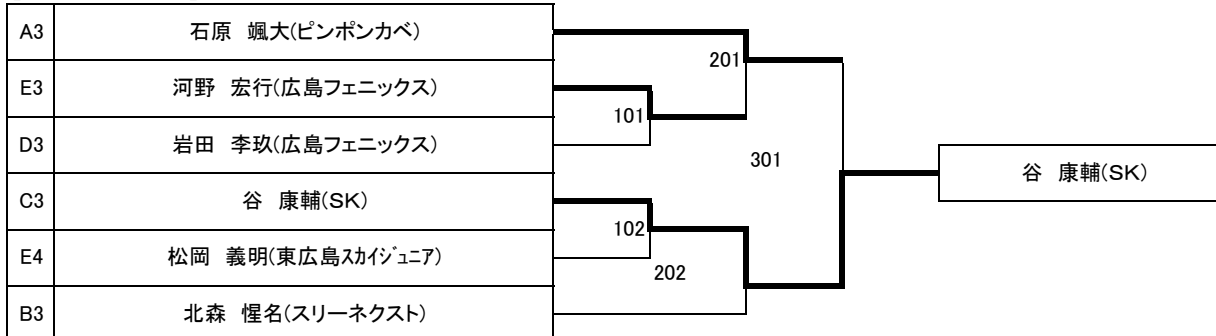 A3 石原　颯大(ピンポンカベ)
201
E3 河野　宏行(広島フェニックス)
101
D3 岩田　李玖(広島フェニックス)
301
谷　康輔(SK)
C3 谷　康輔(SK)
102
E4 松岡　義明(東広島ｽｶｲｼﾞｭﾆｱ)
202
B3 北森　惺名(スリーネクスト)